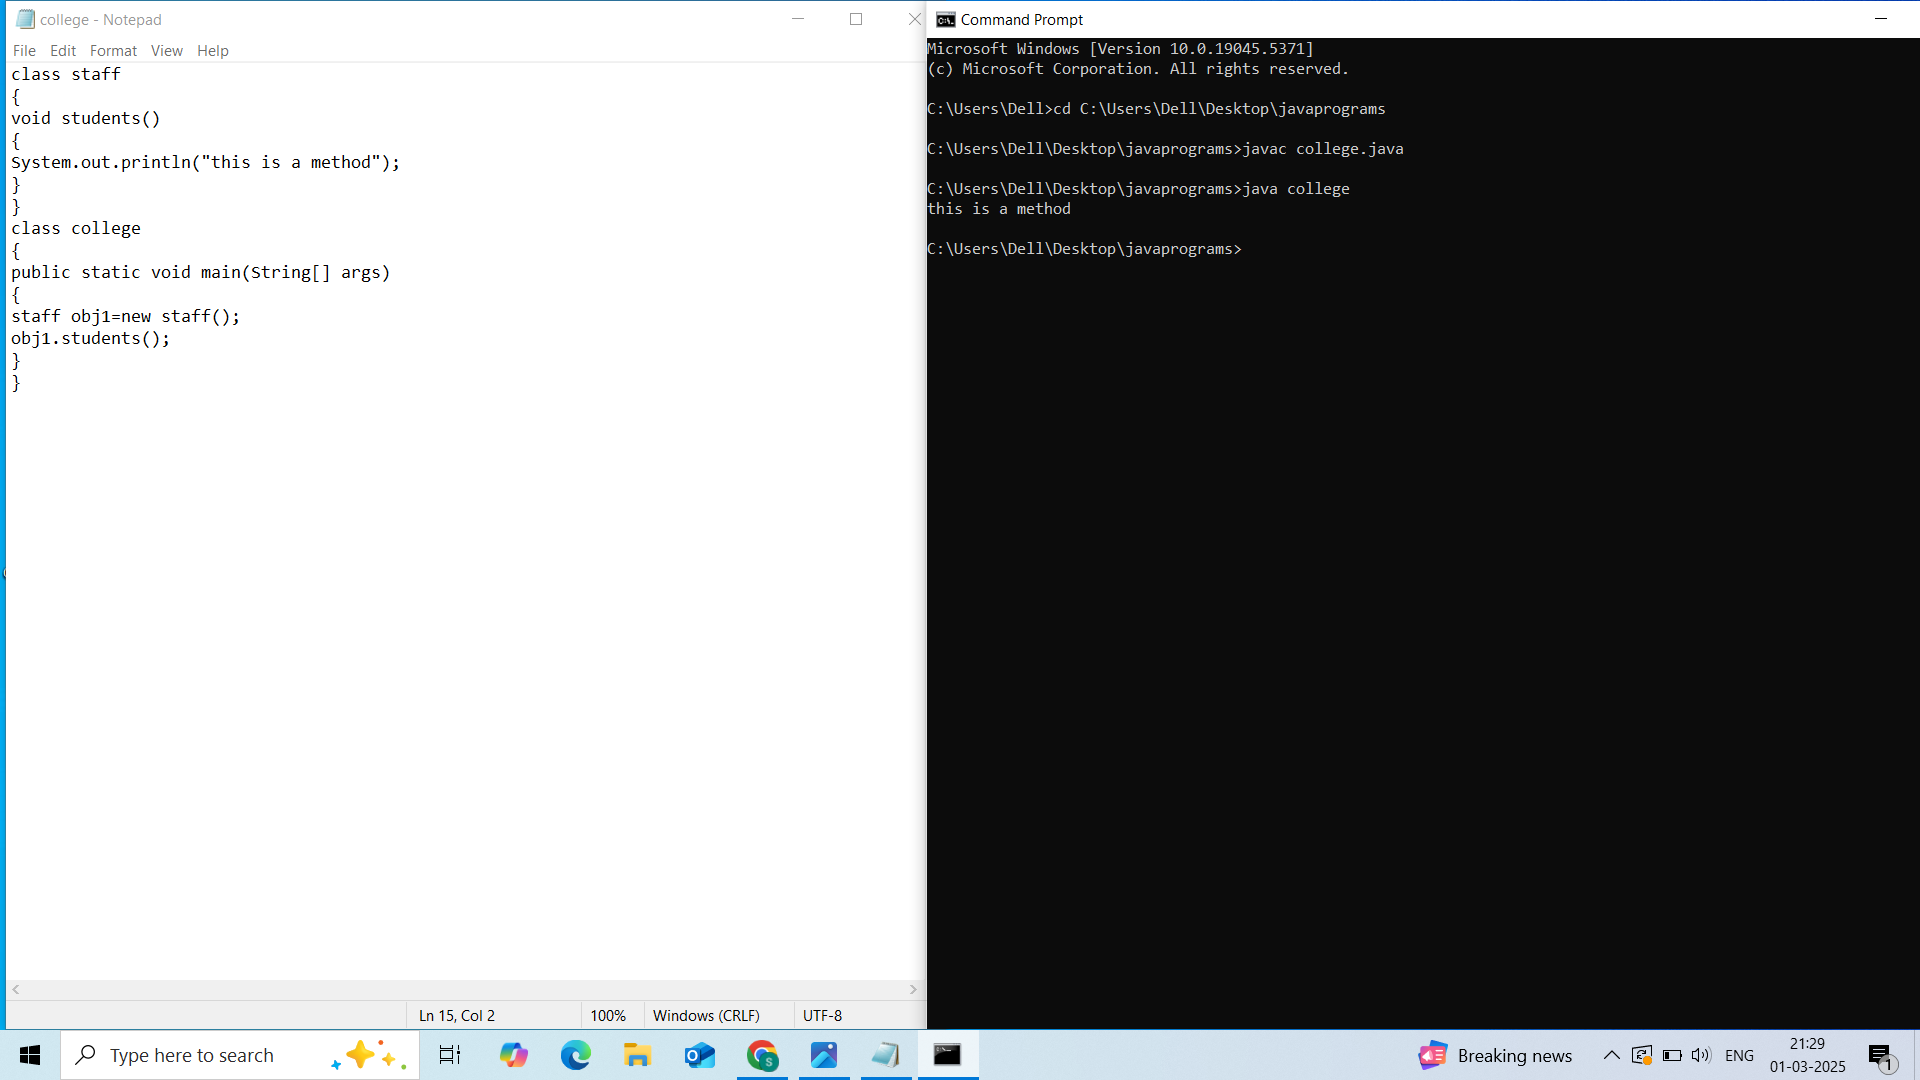 college - Notepad
File Edit Format View Help
class staff
{
void students()
{
System.out.println("this is a method");
}
}
class college
{
public static void main(String[] args)
{
staff obj1=new staff();
obj1.students();
}
}
Ln 15, Col 2 100% Windows (CRLF) UTF-8
Command Prompt
Microsoft Windows [Version 10.0.19045.5371]
(c) Microsoft Corporation. All rights reserved.
C:\Users\Dell>cd C:\Users\Dell\Desktop\javaprograms
C:\Users\Dell\Desktop\javaprograms>javac college.java
C:\Users\Dell\Desktop\javaprograms>java college
this is a method
C:\Users\Dell\Desktop\javaprograms>
Type here to search
Breaking news
ENG
21:29
01-03-2025
1